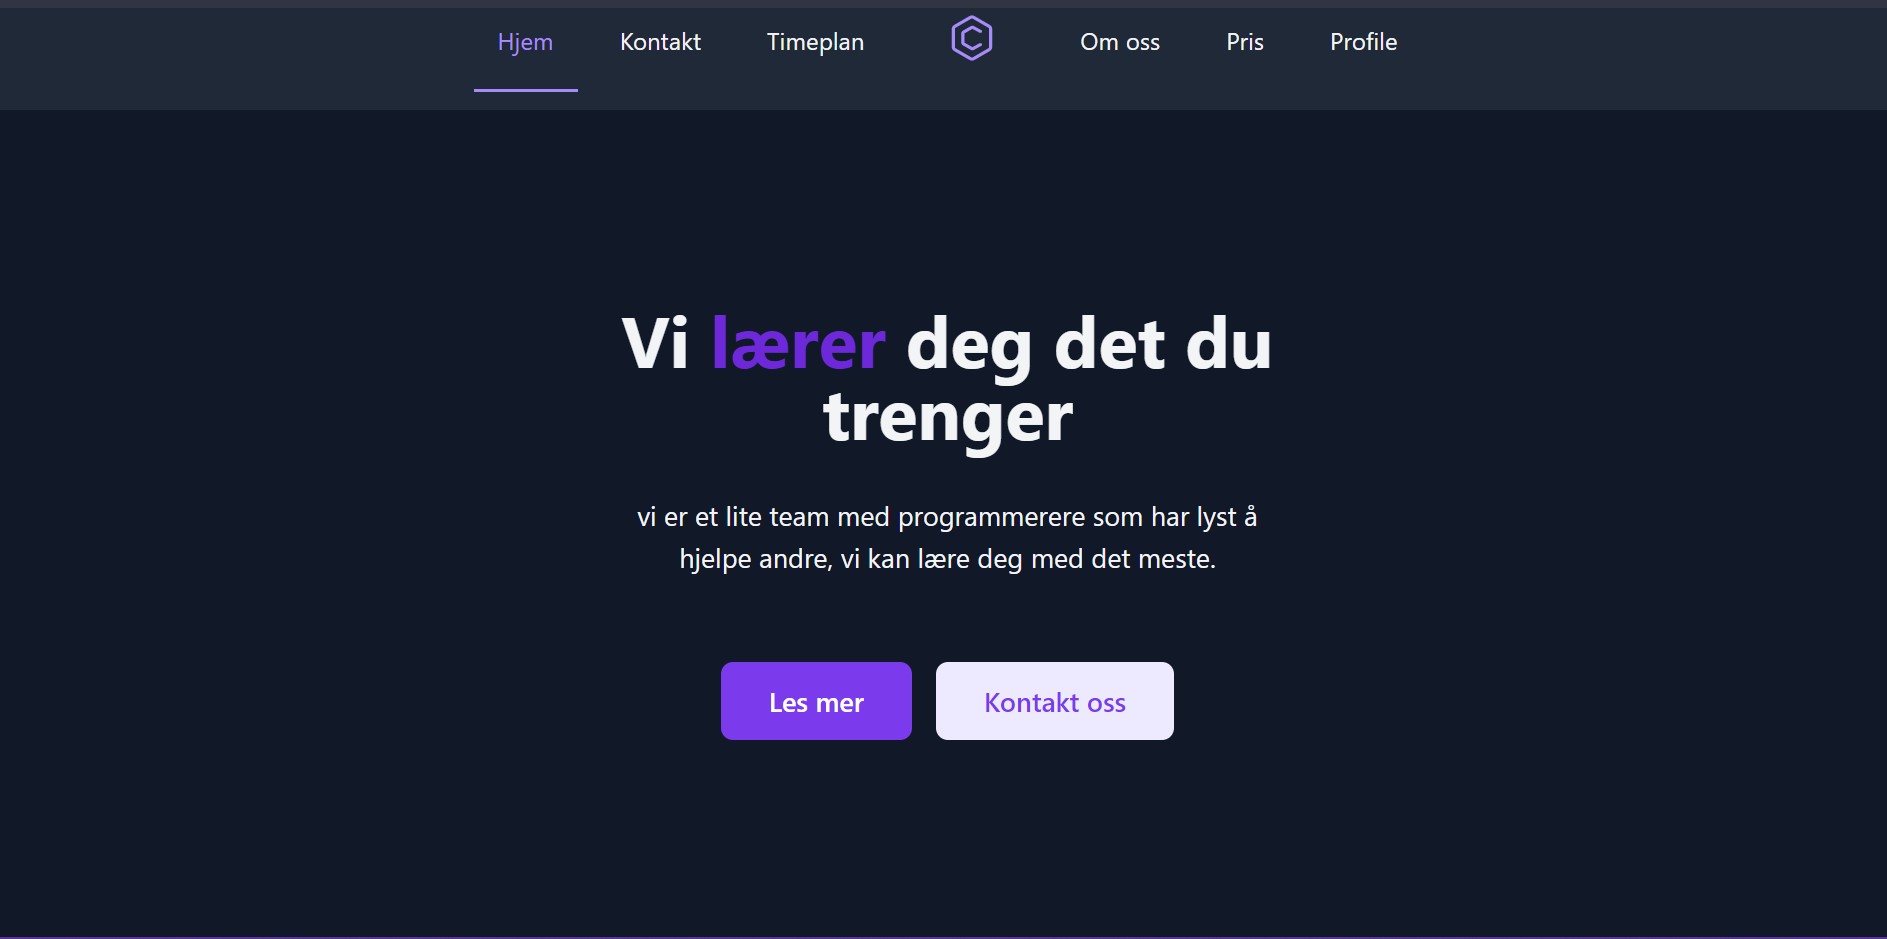 Hjem Kontakt Timeplan Om oss Pris Profile
Vi lærer deg det du
trenger
vi er et lite team med programmerere som har lyst å
hjelpe andre, vi kan lære deg med det meste.
Les mer Kontakt oss